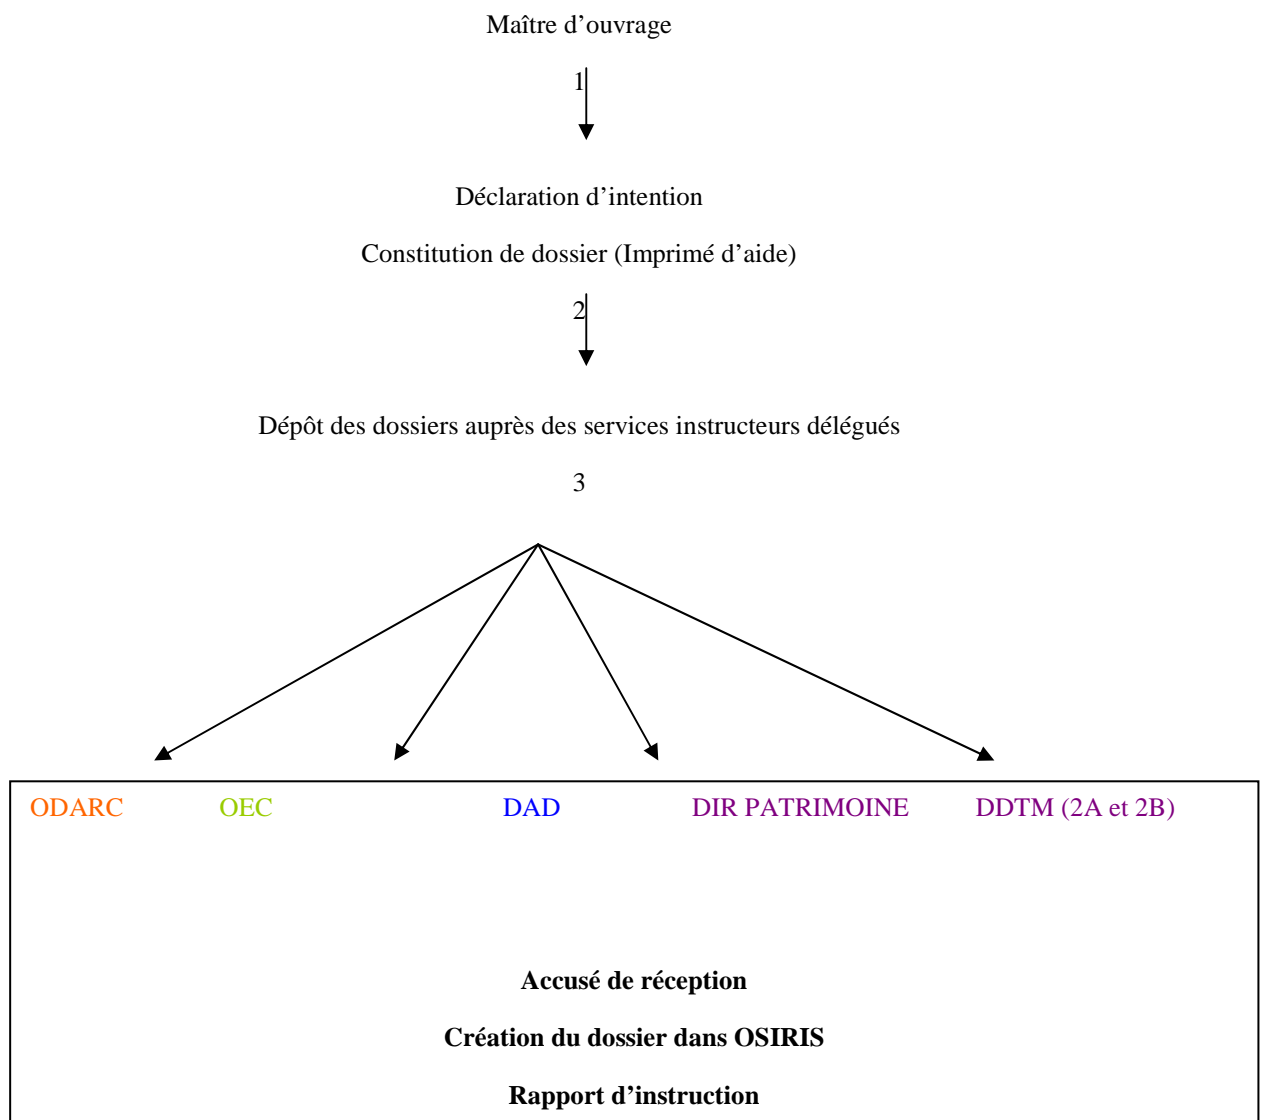 Maître d’ouvrage
1
Déclaration d’intention
Constitution de dossier (Imprimé d’aide)
2
Dépôt des dossiers auprès des services instructeurs délégués
3
ODARC OEC DAD DIR PATRIMOINE DDTM (2A et 2B)
Accusé de réception
Création du dossier dans OSIRIS
Rapport d’instruction